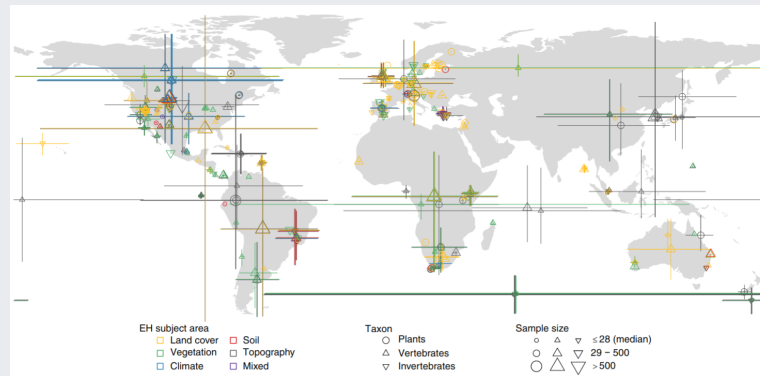 EH subject area
Land cover
Vegetation
Climate
Soil
Topography
Mixed
Taxon
Plants
Vertebrates
Invertebrates
Sample size
≤28 (median)
29 – 500
>500